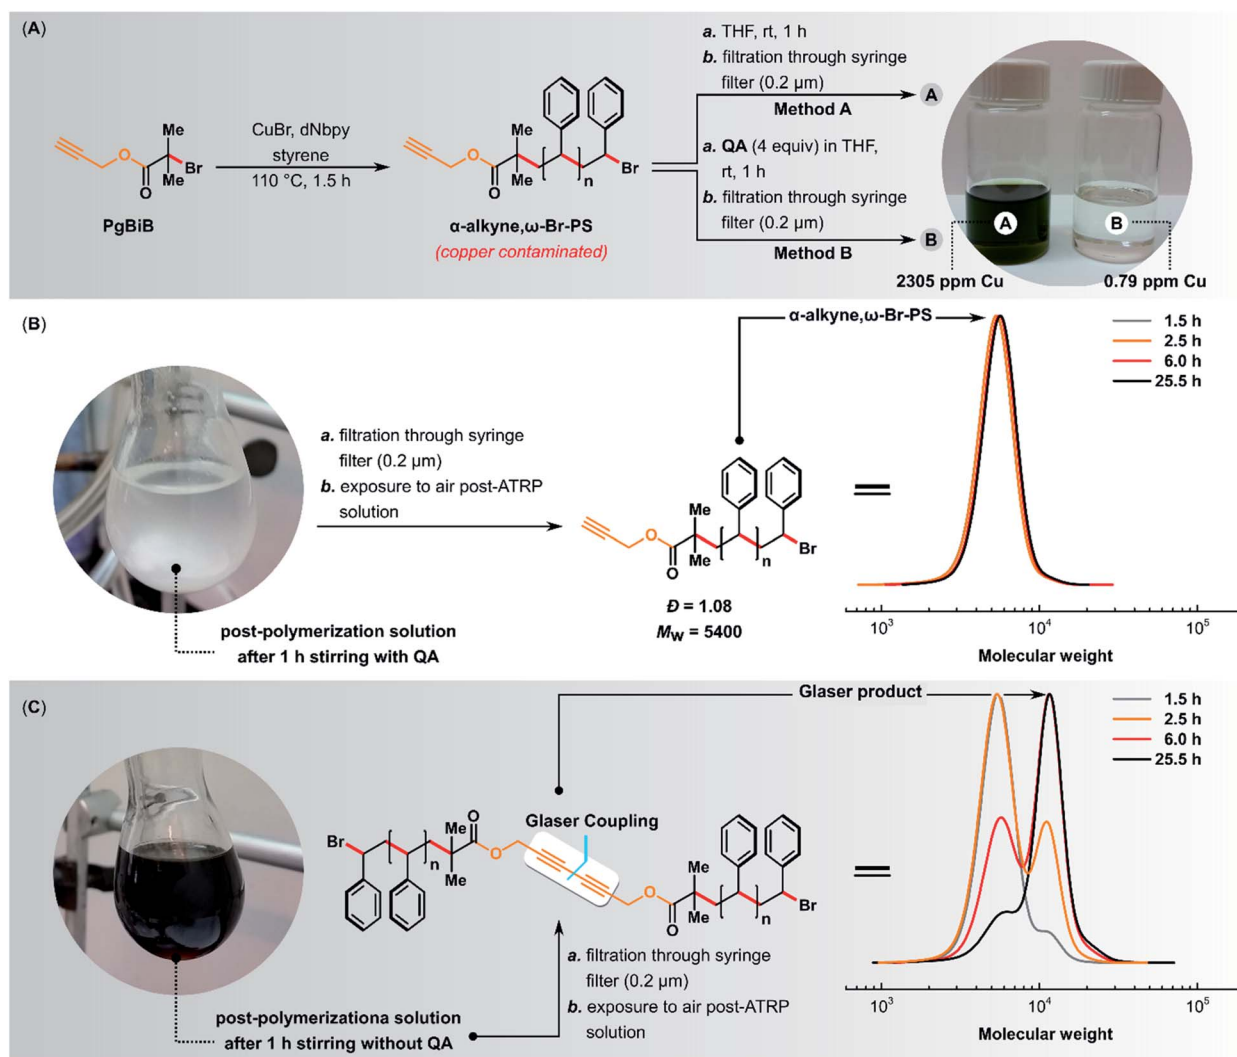 (A)
PgBiB
Me
O
Br
O
Me
CuBr, dNbpy
styrene
110 °C, 1.5 h
Me
O
O
Me
n
Br
α-alkyne,ω-Br-PS
(copper contaminated)
a. THF, rt, 1 h
b. filtration through syringe
filter (0.2 μm)
Method A
A
a. QA (4 equiv) in THF,
rt, 1 h
b. filtration through syringe
filter (0.2 μm)
Method B
B
A
B
2305 ppm Cu
0.79 ppm Cu
(B)
post-polymerization solution
after 1 h stirring with QA
a. filtration through syringe
filter (0.2 μm)
b. exposure to air post-ATRP
solution
α-alkyne,ω-Br-PS
Me
O
O
Me
n
Br
Đ = 1.08
Mw = 5400
=
1.5 h
2.5 h
6.0 h
25.5 h
10³
10⁴
10⁵
Molecular weight
(C)
post-polymerizationa solution
after 1 h stirring without QA
Glaser product
Br
n
Me
Me
O
O
Glaser Coupling
O
O
Me
Me
n
Br
a. filtration through syringe
filter (0.2 μm)
b. exposure to air post-ATRP
solution
=
1.5 h
2.5 h
6.0 h
25.5 h
10³
10⁴
10⁵
Molecular weight